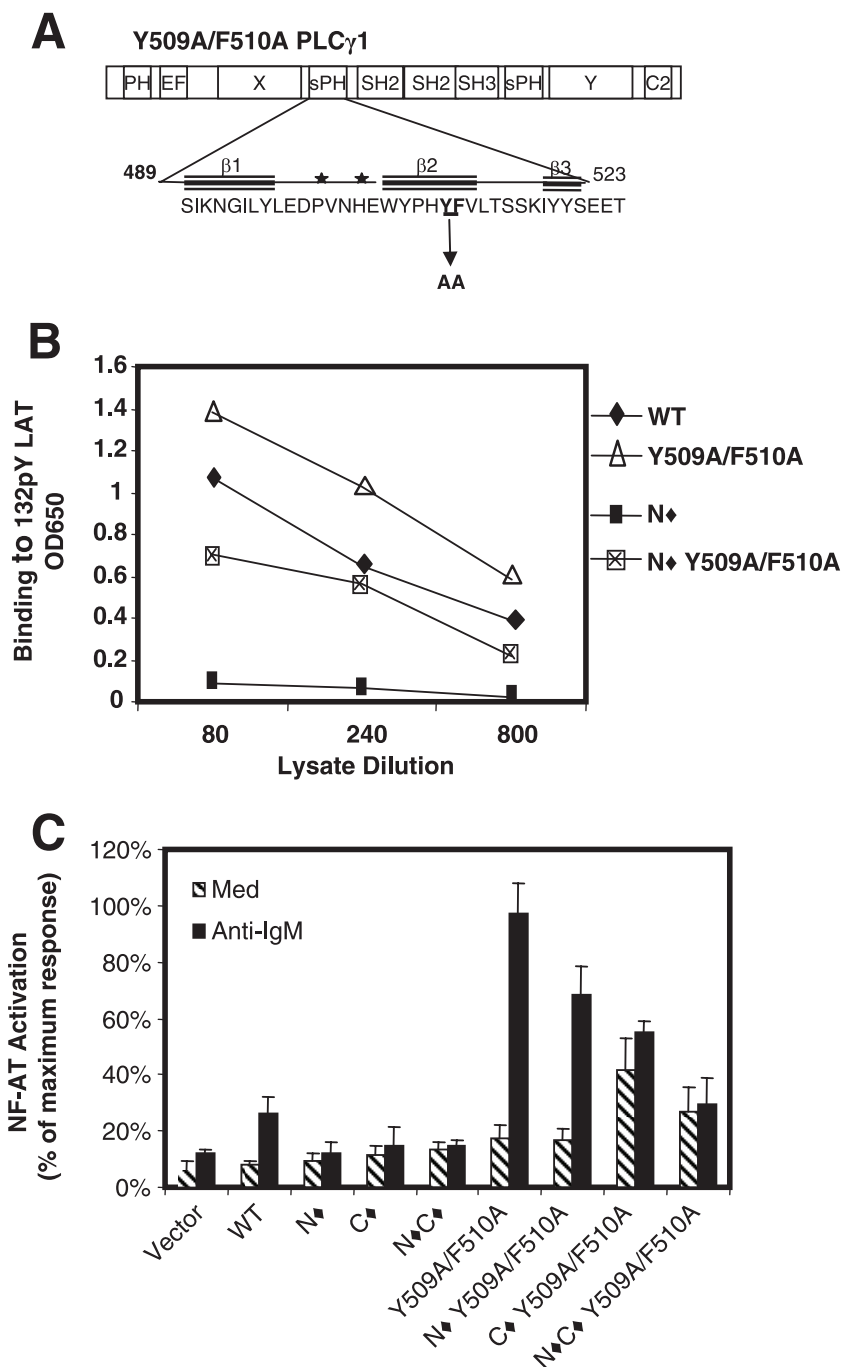 A
Y509A/F510A PLCγ1
PH EF X sPH SH2 SH2 SH3 sPH Y C2
489 β1 ★ ★ β2 β3 523
SIKNGILYLEDPVNHEWYPHYFVLTSSKIYYSEET
AA
B
Binding to 132pY LAT
OD650
1.6
1.4
1.2
1
0.8
0.6
0.4
0.2
0
80 240 800
Lysate Dilution
WT
Y509A/F510A
N♦
N♦ Y509A/F510A
C
NF-AT Activation
(% of maximum response)
120%
100%
80%
60%
40%
20%
0%
Med
Anti-IgM
Vector
WT
N♦
C♦
N♦C♦
Y509A/F510A
N♦ Y509A/F510A
C♦ Y509A/F510A
N♦C♦ Y509A/F510A